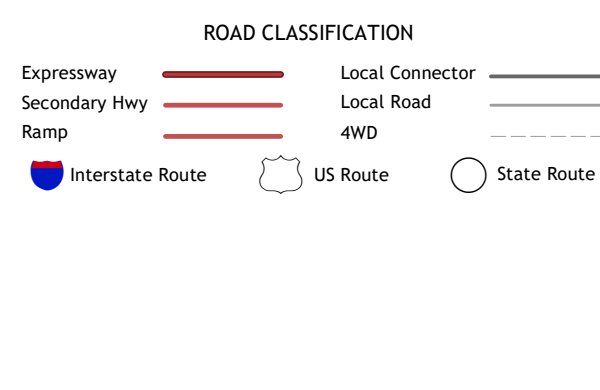 ROAD CLASSIFICATION
Expressway Local Connector
Secondary Hwy Local Road
Ramp 4WD
Interstate Route US Route State Route